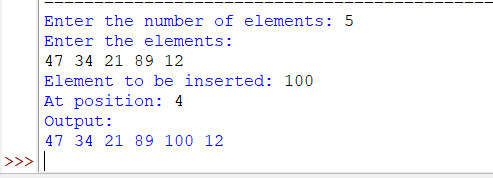 Enter the number of elements: 5
Enter the elements:
47 34 21 89 12
Element to be inserted: 100
At position: 4
Output:
47 34 21 89 100 12
>>>